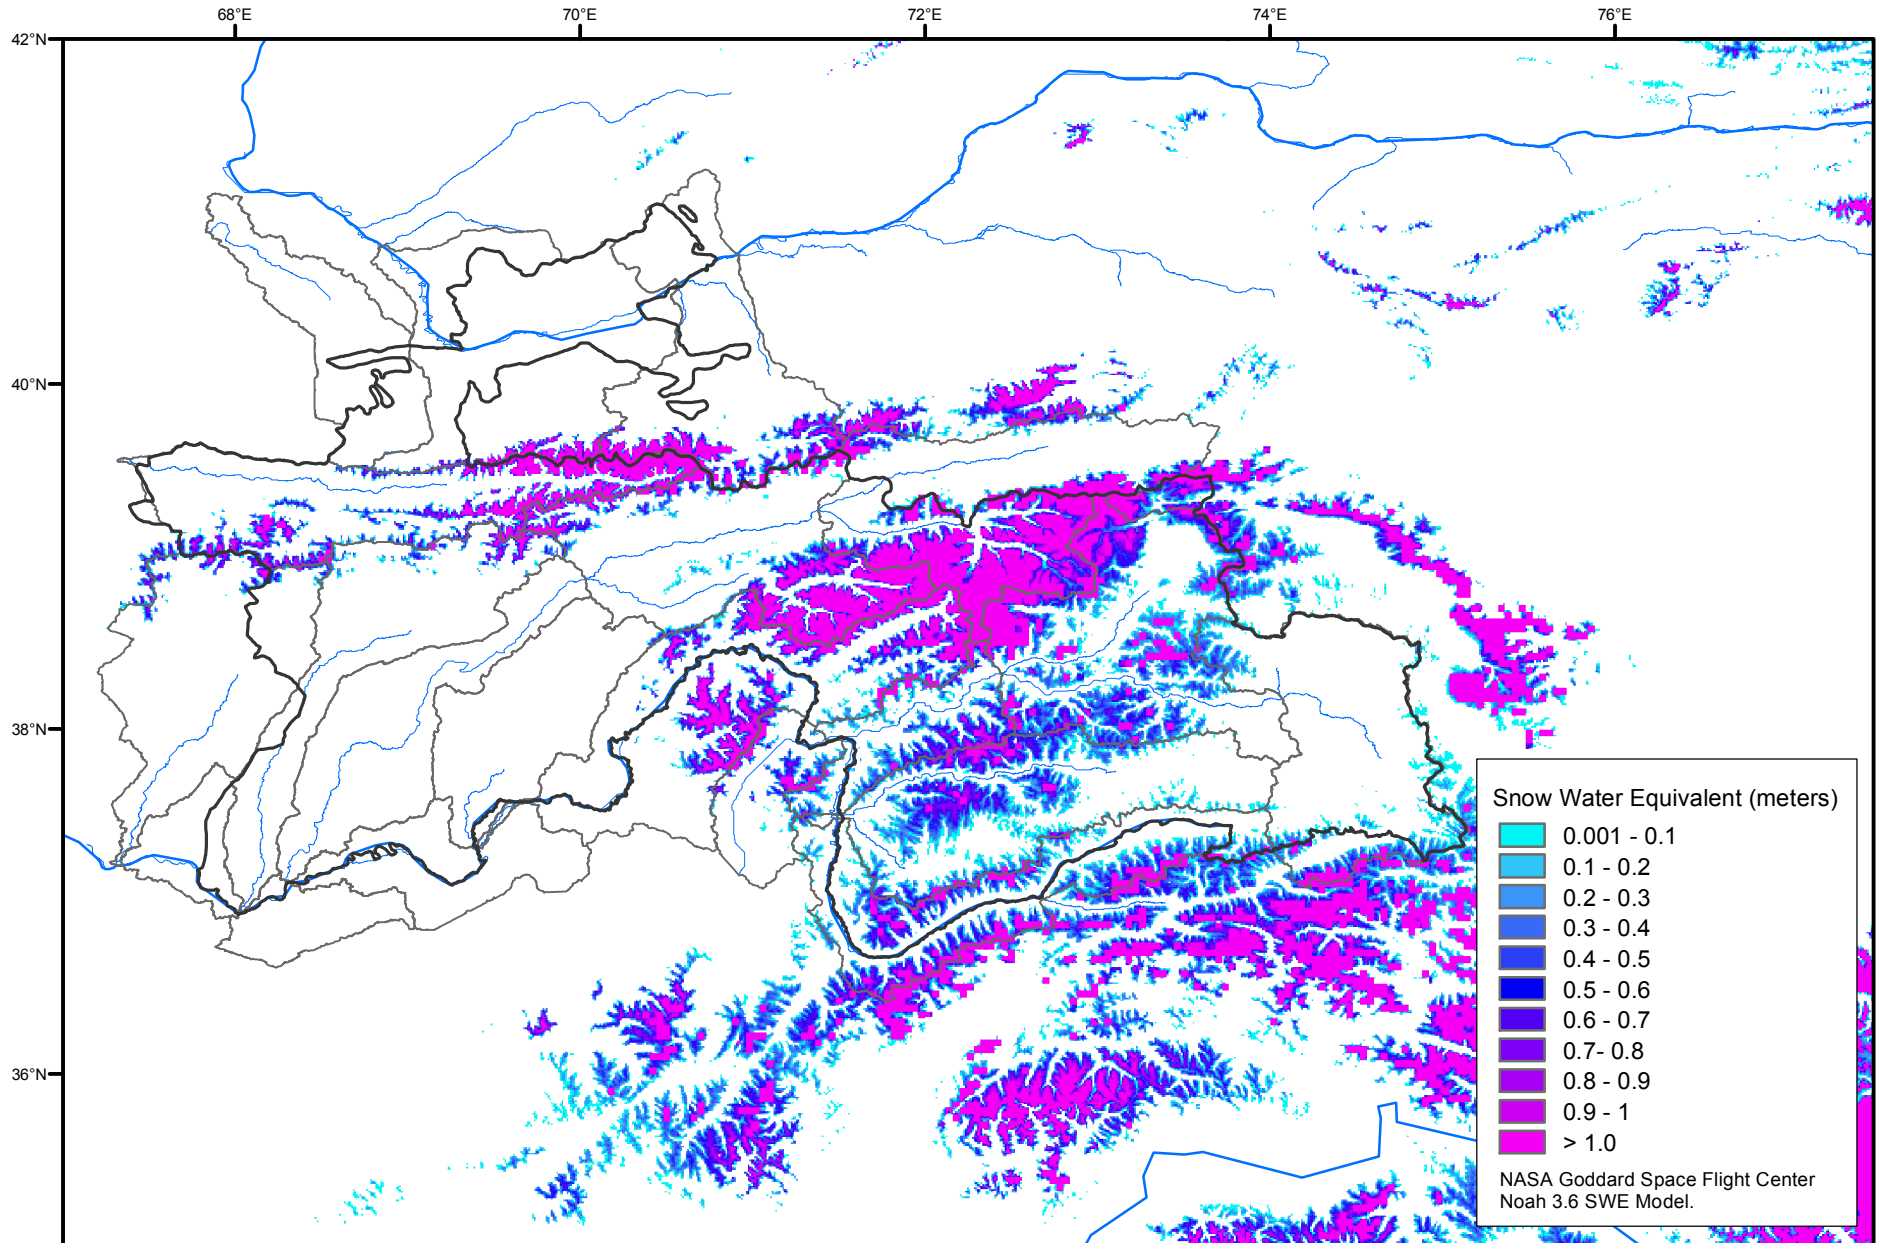 68°E
70°E
72°E
74°E
76°E
42°N
40°N
38°N
36°N
Snow Water Equivalent (meters)
0.001 - 0.1
0.1 - 0.2
0.2 - 0.3
0.3 - 0.4
0.4 - 0.5
0.5 - 0.6
0.6 - 0.7
0.7- 0.8
0.8 - 0.9
0.9 - 1
> 1.0
NASA Goddard Space Flight Center
Noah 3.6 SWE Model.